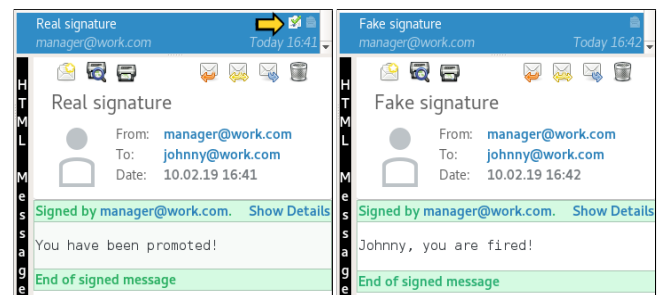 Real signature
manager@work.com Today 16:41
HTML Message
Real signature
From: manager@work.com
To: johnny@work.com
Date: 10.02.19 16:41
Signed by manager@work.com. Show Details
You have been promoted!
End of signed message
Fake signature
manager@work.com Today 16:42
HTML Message
Fake signature
From: manager@work.com
To: johnny@work.com
Date: 10.02.19 16:42
Signed by manager@work.com. Show Details
Johnny, you are fired!
End of signed message